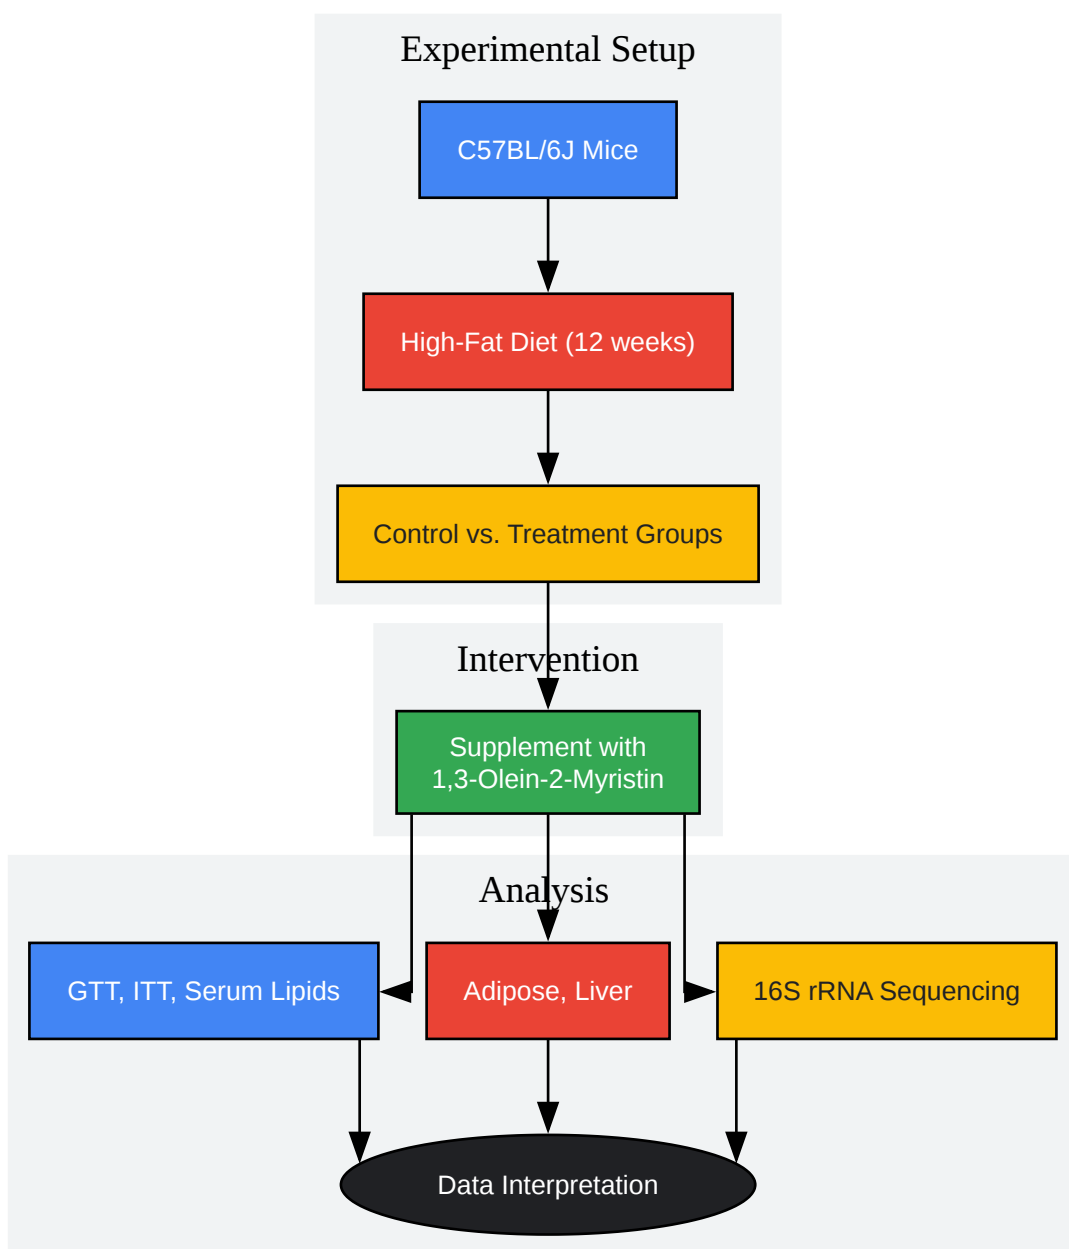 Experimental Setup
C57BL/6J Mice
High-Fat Diet (12 weeks)
Control vs. Treatment Groups
Intervention
Supplement with
1,3-Olein-2-Myristin
Analysis
GTT, ITT, Serum Lipids
Adipose, Liver
16S rRNA Sequencing
Data Interpretation